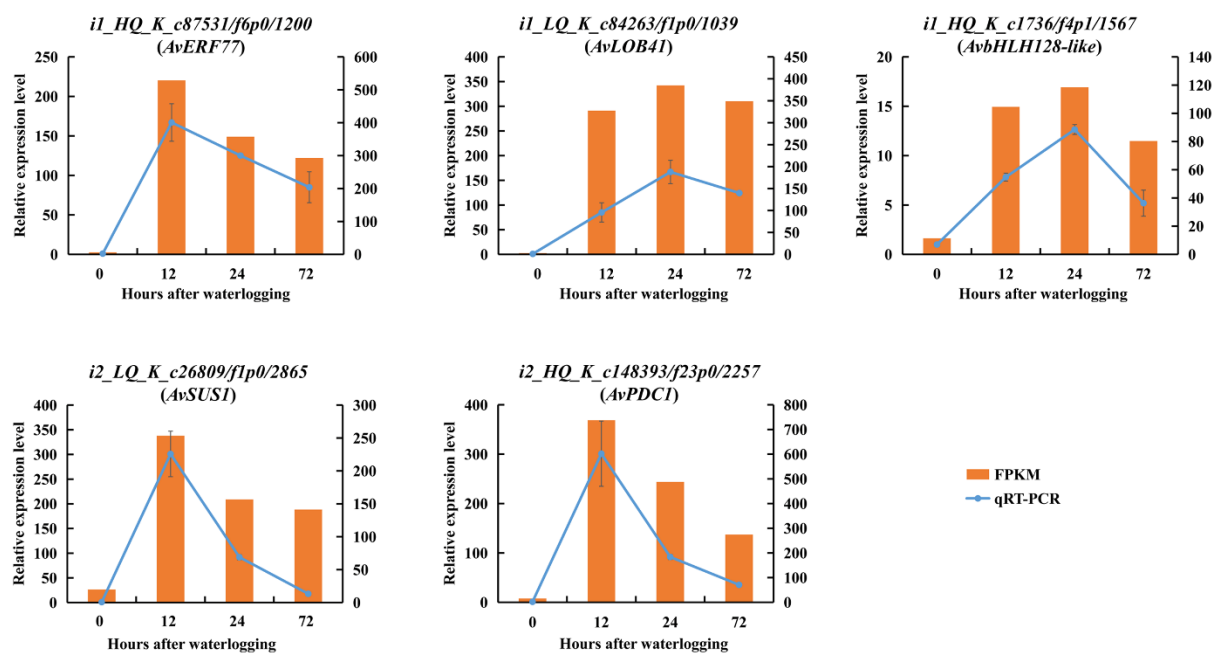 i1_HQ_K_c87531/f6p0/1200
(AvERF77)
Relative expression level
250
200
150
100
50
0
600
500
400
300
200
100
0
0 12 24 72
Hours after waterlogging
i1_LQ_K_c84263/f1p0/1039
(AvLOB41)
Relative expression level
400
350
300
250
200
150
100
50
0
450
400
350
300
250
200
150
100
50
0
0 12 24 72
Hours after waterlogging
i1_HQ_K_c1736/f4p1/1567
(AvbHLH128-like)
Relative expression level
20
15
10
5
0
140
120
100
80
60
40
20
0
0 12 24 72
Hours after waterlogging
i2_LQ_K_c26809/f1p0/2865
(AvSUS1)
Relative expression level
400
350
300
250
200
150
100
50
0
300
250
200
150
100
50
0
0 12 24 72
Hours after waterlogging
i2_HQ_K_c148393/f23p0/2257
(AvPDC1)
Relative expression level
400
300
200
100
0
800
700
600
500
400
300
200
100
0
0 12 24 72
Hours after waterlogging
FPKM
qRT-PCR